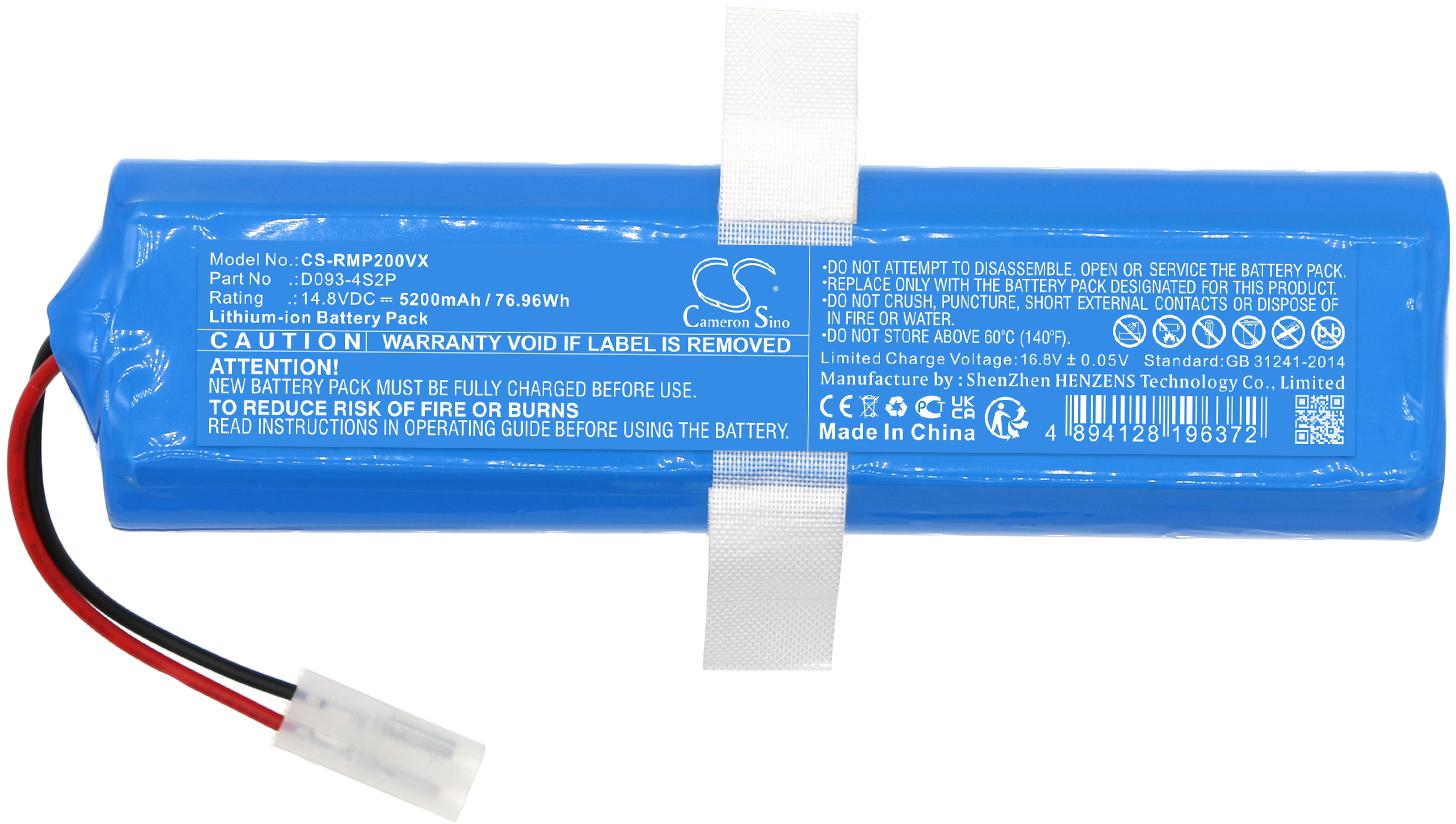 Model No.:CS-RMP200VX
Part No .:D093-4S2P
Rating .:14.8VDC ⎓ 5200mAh / 76.96Wh
Lithium-ion Battery Pack
Cameron Sino
CAUTION WARRANTY VOID IF LABEL IS REMOVED
ATTENTION!
NEW BATTERY PACK MUST BE FULLY CHARGED BEFORE USE.
TO REDUCE RISK OF FIRE OR BURNS
READ INSTRUCTIONS IN OPERATING GUIDE BEFORE USING THE BATTERY.
•DO NOT ATTEMPT TO DISASSEMBLE, OPEN OR SERVICE THE BATTERY PACK.
•REPLACE ONLY WITH THE BATTERY PACK DESIGNATED FOR THIS PRODUCT.
•DO NOT CRUSH, PUNCTURE, SHORT EXTERNAL CONTACTS OR DISPOSE OF
IN FIRE OR WATER.
•DO NOT STORE ABOVE 60°C (140°F).
Pb
Limited Charge Voltage:16.8V ± 0.05V Standard:GB 31241-2014
Manufacture by : ShenZhen HENZENS Technology Co., Limited
CE PCT UK CA
Made In China
4 894128 196372